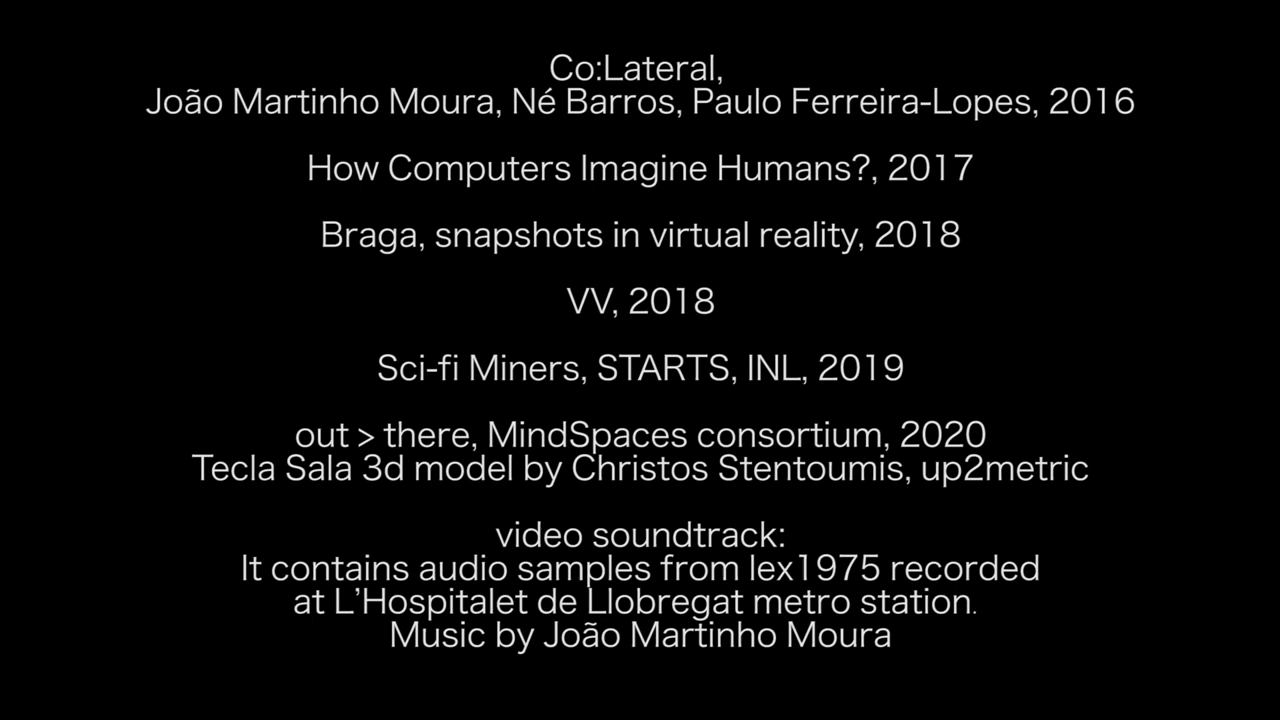 Co:Lateral,
João Martinho Moura, Né Barros, Paulo Ferreira-Lopes, 2016
How Computers Imagine Humans?, 2017
Braga, snapshots in virtual reality, 2018
VV, 2018
Sci-fi Miners, STARTS, INL, 2019
out > there, MindSpaces consortium, 2020
Tecla Sala 3d model by Christos Stentoumis, up2metric
video soundtrack:
It contains audio samples from lex1975 recorded
at L’Hospitalet de Llobregat metro station.
Music by João Martinho Moura